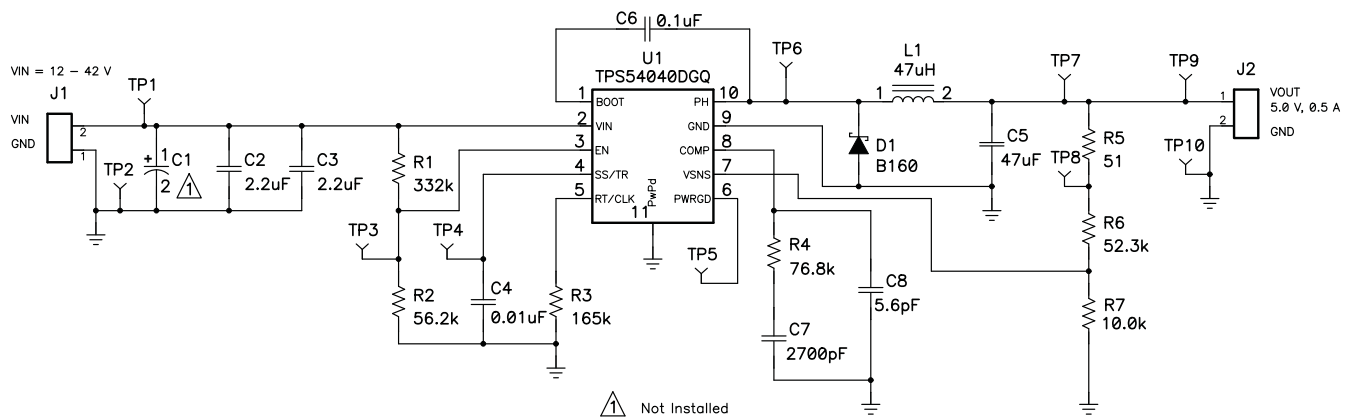 C6
0.1uF
U1
TPS54040DGQ
TP6
L1
47uH
1
2
TP7
TP9
J2
VOUT
5.0 V, 0.5 A
GND
1
2
VIN = 12 – 42 V
J1
VIN
GND
2
1
TP1
TP2
+
1
C1
2
1
C2
2.2uF
C3
2.2uF
R1
332k
1
BOOT
PH
10
2
VIN
GND
9
3
EN
COMP
8
4
SS/TR
VSNS
7
5
RT/CLK
PWRGD
6
PwPd
11
D1
B160
C5
47uF
R5
51
TP8
TP10
R6
52.3k
TP3
TP4
TP5
R2
56.2k
C4
0.01uF
R3
165k
R4
76.8k
C8
5.6pF
C7
2700pF
R7
10.0k
1
Not Installed